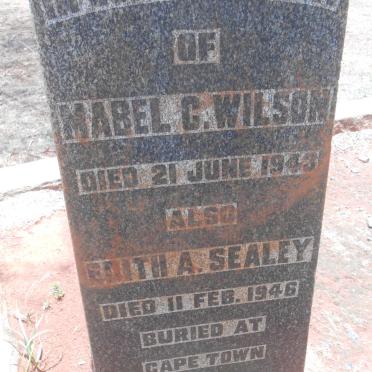 OF
MABEL C. WILSON
DIED 21 JUNE 1943
ALSO
EDITH A. SEALEY
DIED 11 FEB. 1946
BURIED AT
CAPE TOWN